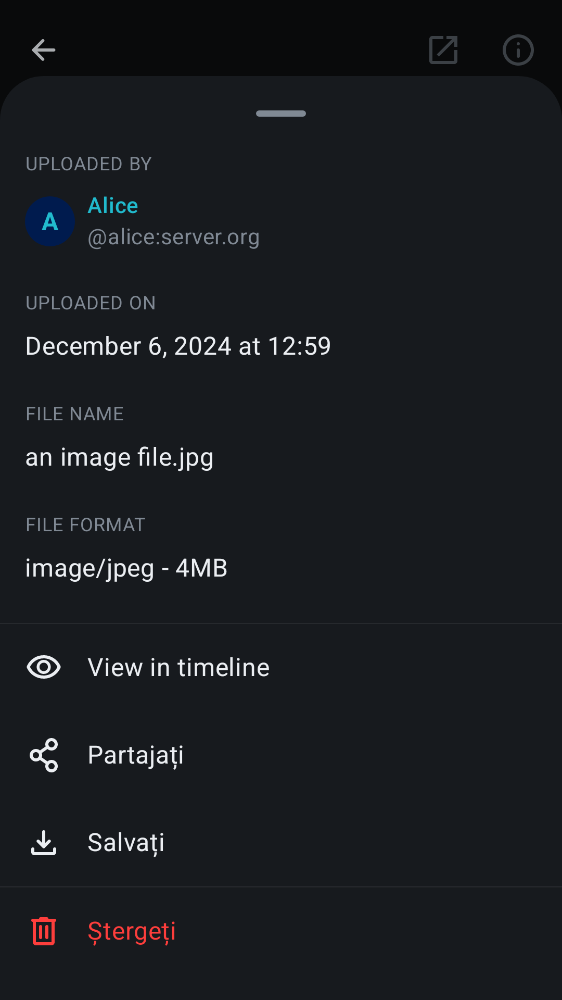 UPLOADED BY
A
Alice
@alice:server.org
UPLOADED ON
December 6, 2024 at 12:59
FILE NAME
an image file.jpg
FILE FORMAT
image/jpeg - 4MB
View in timeline
Partajați
Salvați
Ștergeți